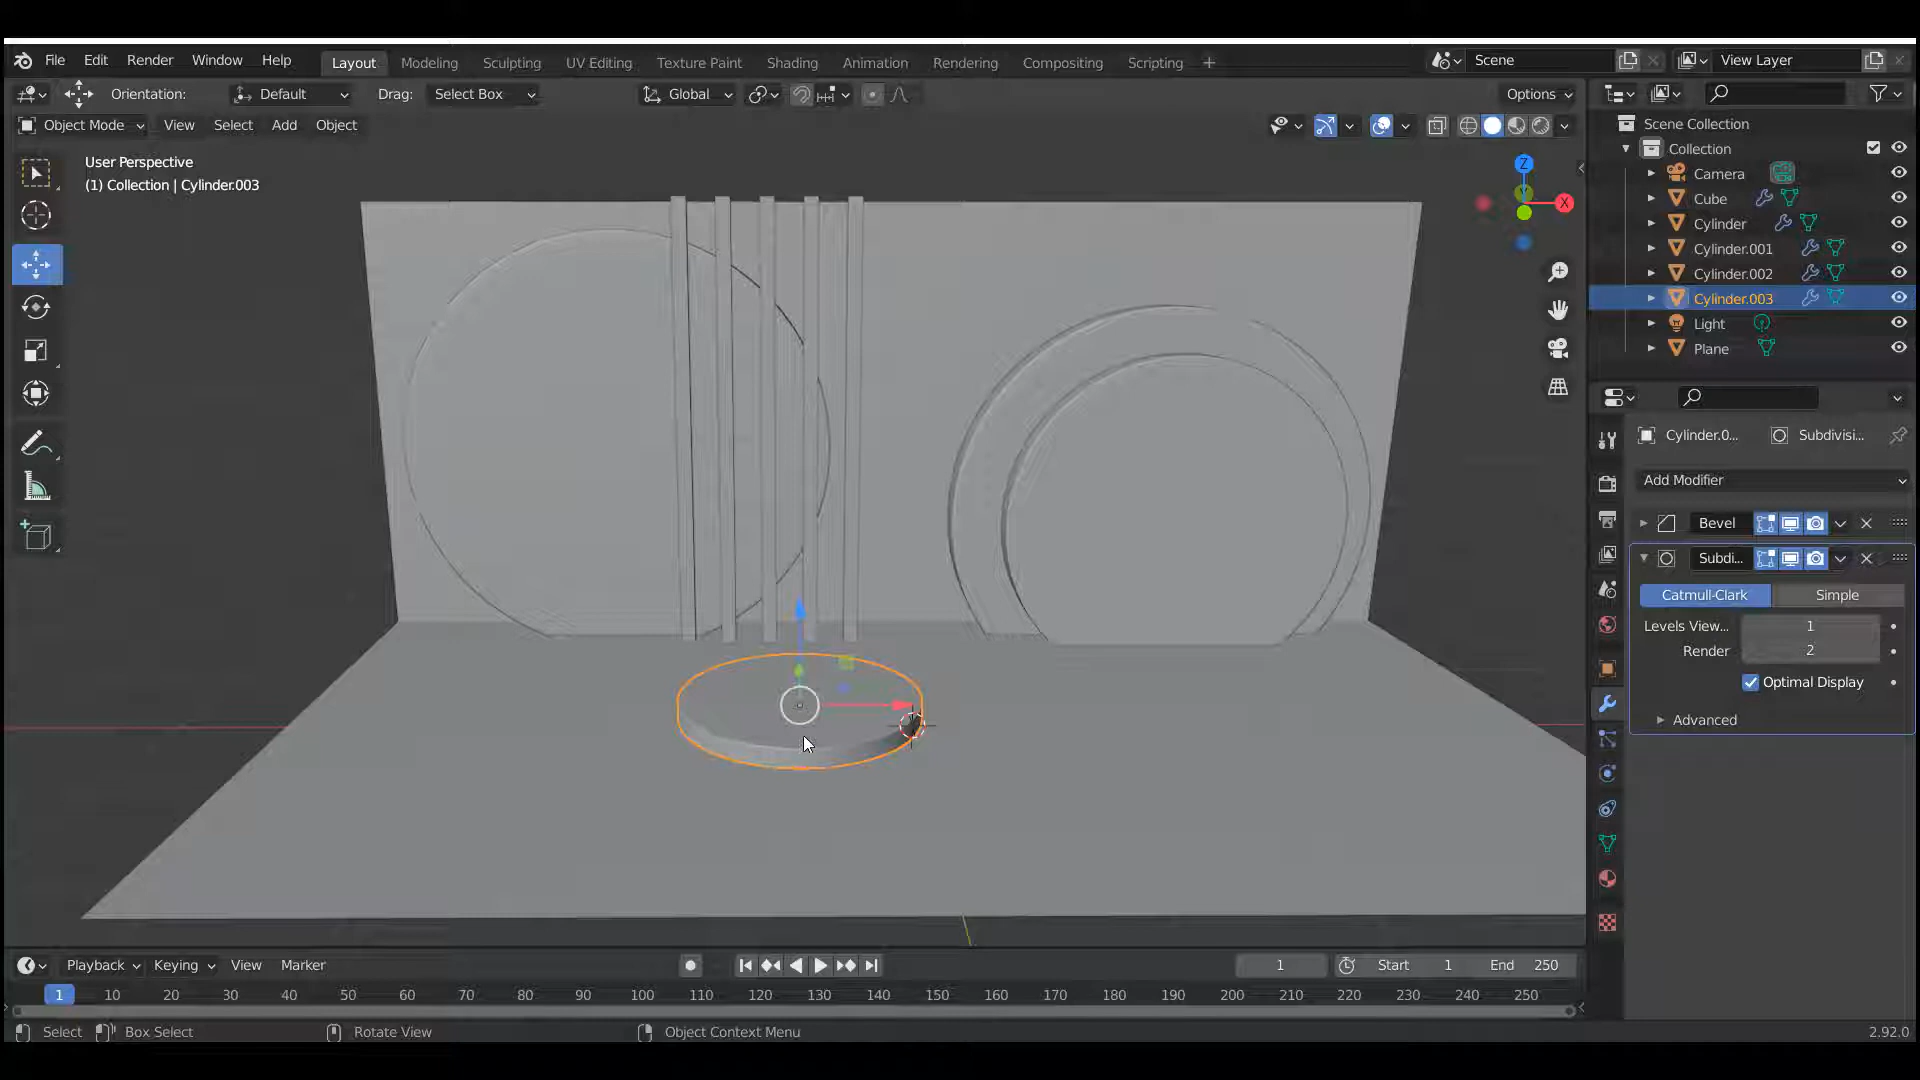 File Edit Render Window Help Layout Modeling Sculpting UV Editing Texture Paint Shading Animation Rendering Compositing Scripting + Scene View Layer
Orientation: Default Drag: Select Box Global Options
Object Mode View Select Add Object
User Perspective
(1) Collection | Cylinder.003
Z
X
Scene Collection
Collection
Camera
Cube
Cylinder
Cylinder.001
Cylinder.002
Cylinder.003
Light
Plane
Cylinder.0... Subdivisi...
Add Modifier
Bevel
Subdi...
Catmull-Clark Simple
Levels View... 1
Render 2
Optimal Display
Advanced
Playback Keying View Marker 1 Start 1 End 250
1 10 20 30 40 50 60 70 80 90 100 110 120 130 140 150 160 170 180 190 200 210 220 230 240 250
Select Box Select Rotate View Object Context Menu 2.92.0